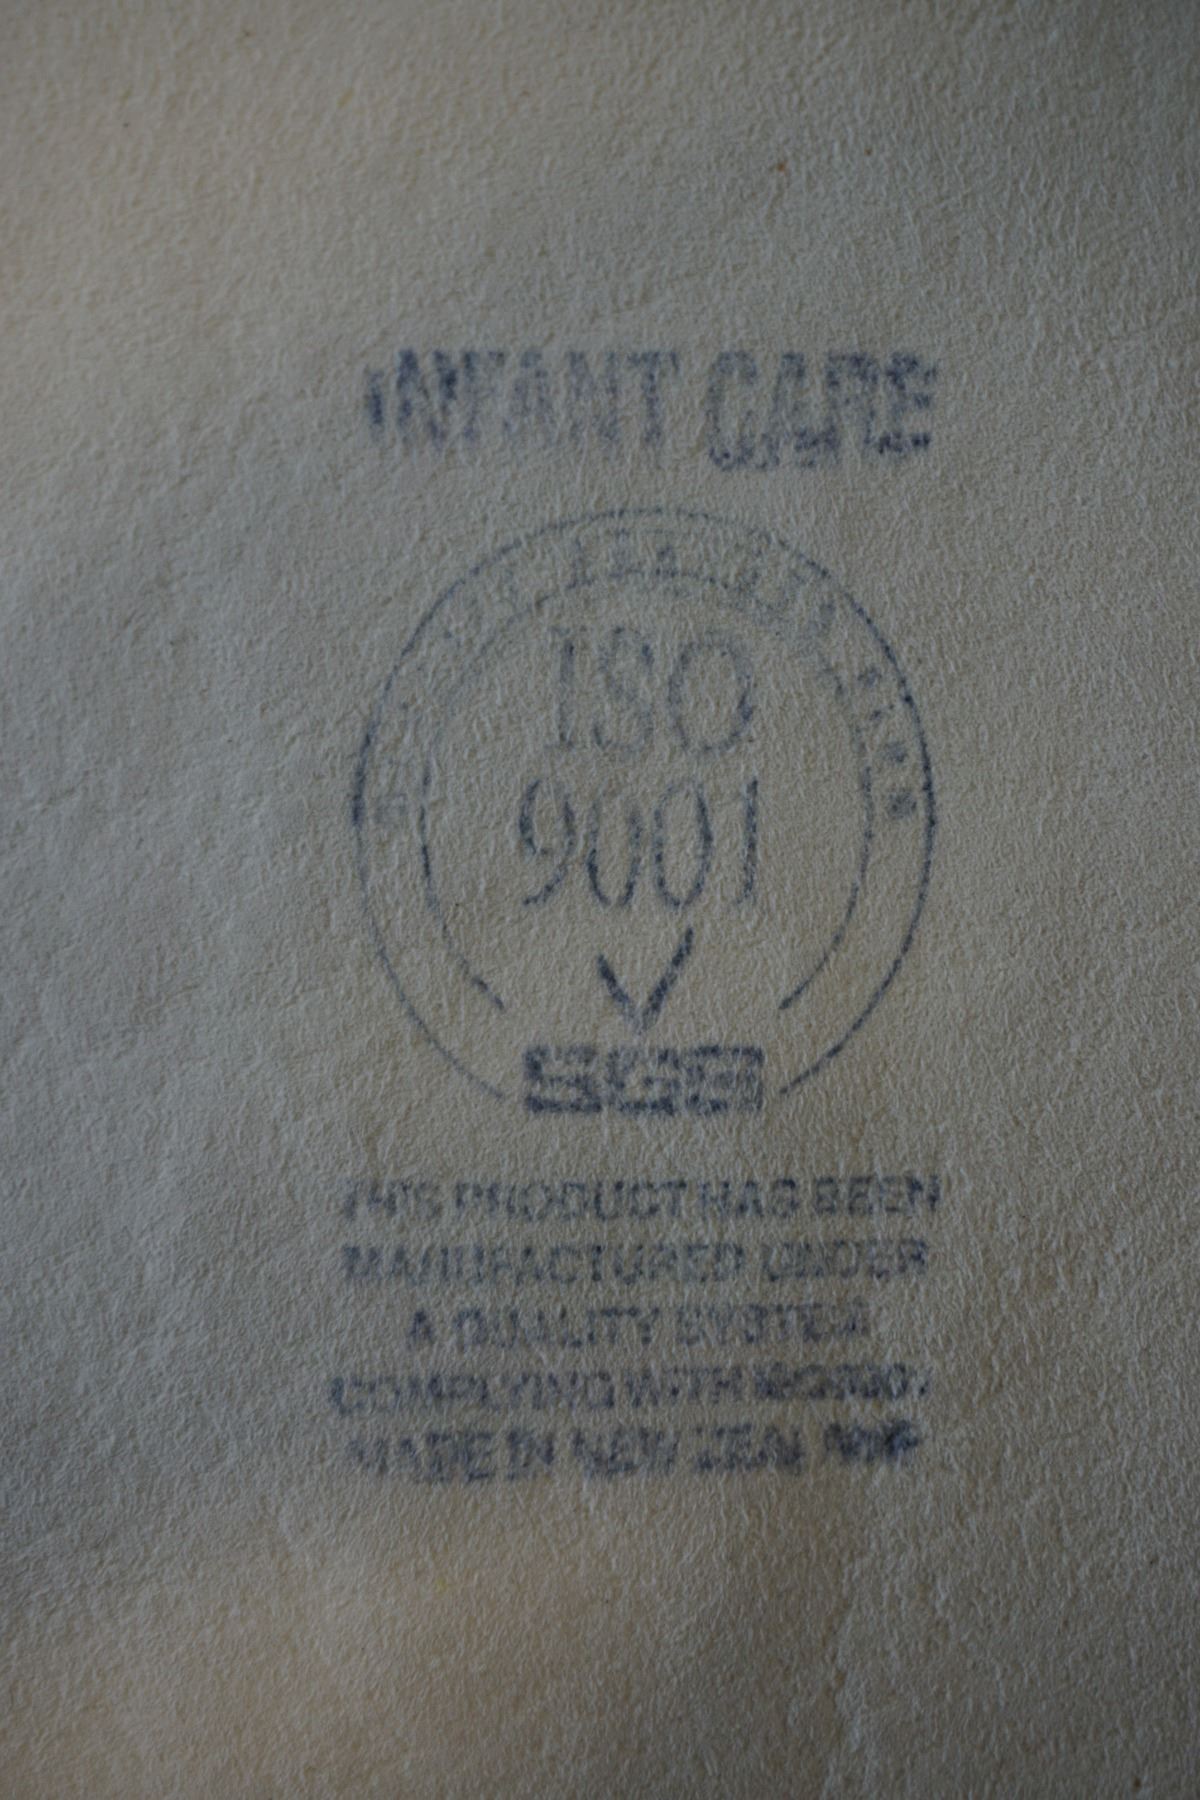 INFANT CARE
ISO
9001
SGS
THIS PRODUCT HAS BEEN
MANUFACTURED UNDER
A QUALITY SYSTEM
COMPLYING WITH ISO9001
MADE IN NEW ZEALAND